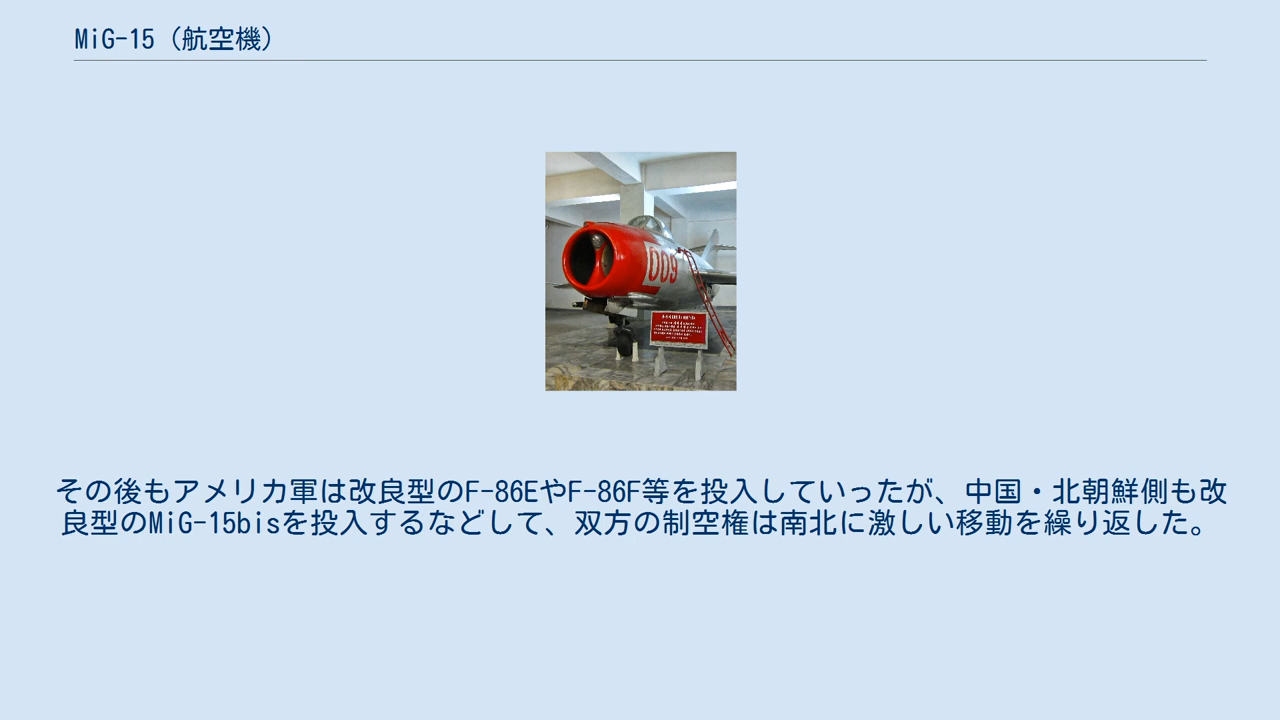 MiG-15（航空機）
009
その後もアメリカ軍は改良型のF-86EやF-86F等を投入していったが、中国・北朝鮮側も改
良型のMiG-15bisを投入するなどして、双方の制空権は南北に激しい移動を繰り返した。